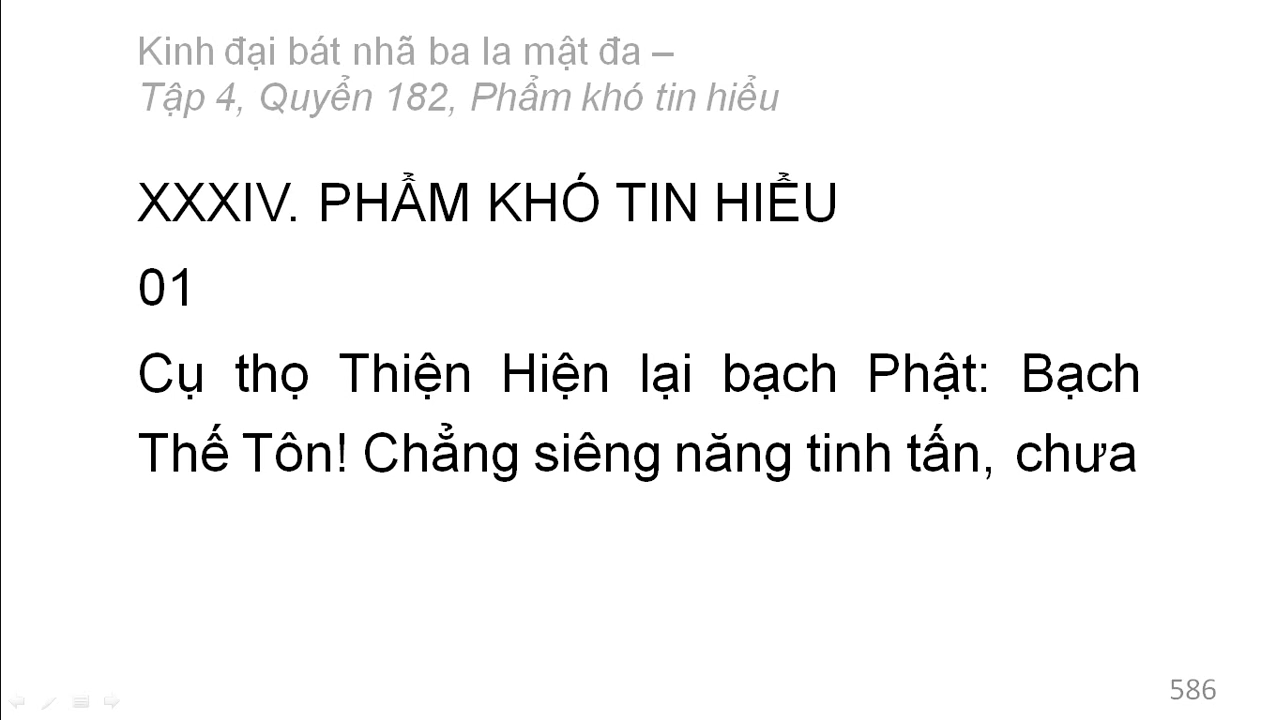 Kinh đại bát nhã ba la mật đa –
Tập 4, Quyển 182, Phẩm khó tin hiểu
XXXIV. PHẨM KHÓ TIN HIỂU
01
Cụ thọ Thiện Hiện lại bạch Phật: Bạch
Thế Tôn! Chẳng siêng năng tinh tấn, chưa
586